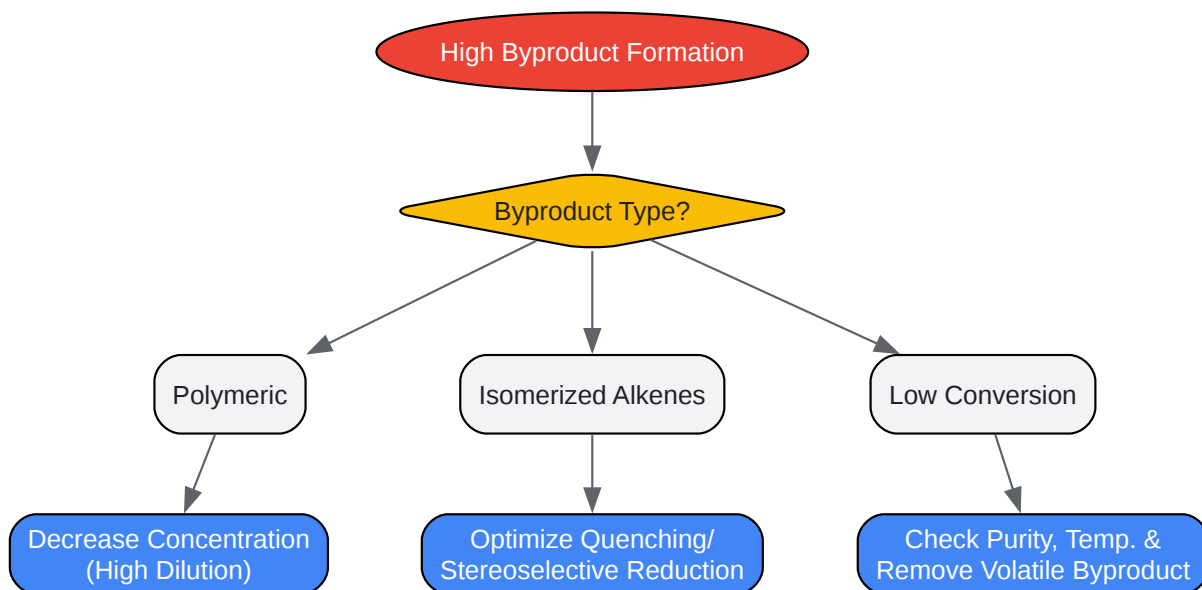 High Byproduct Formation
Byproduct Type?
Polymeric
Isomerized Alkenes
Low Conversion
Decrease Concentration
(High Dilution)
Optimize Quenching/
Stereoselective Reduction
Check Purity, Temp. &
Remove Volatile Byproduct